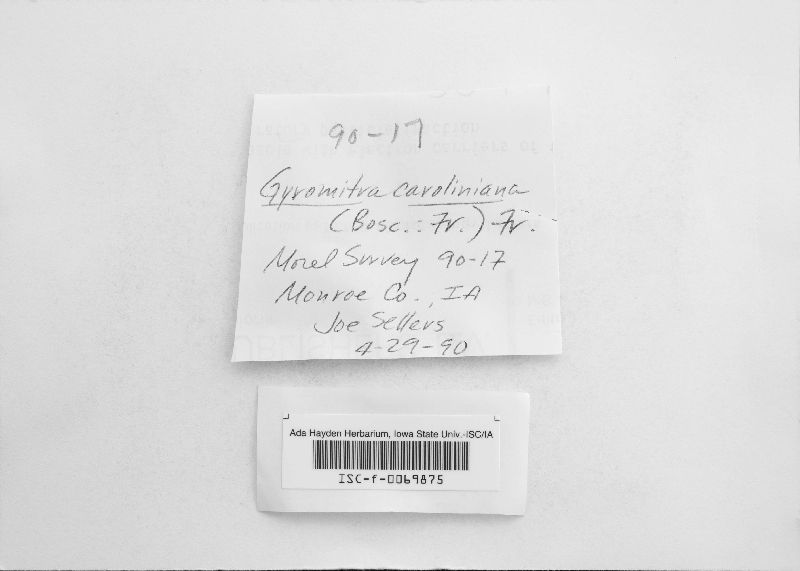 90-17
Gyromitra caroliniana
(Bosc.: Fr.) Fr.
Morel Survey 90-17
Monroe Co., IA
Joe Sellers
4-29-90
Ada Hayden Herbarium, Iowa State Univ.-ISC/IA
ISC-f-0069875